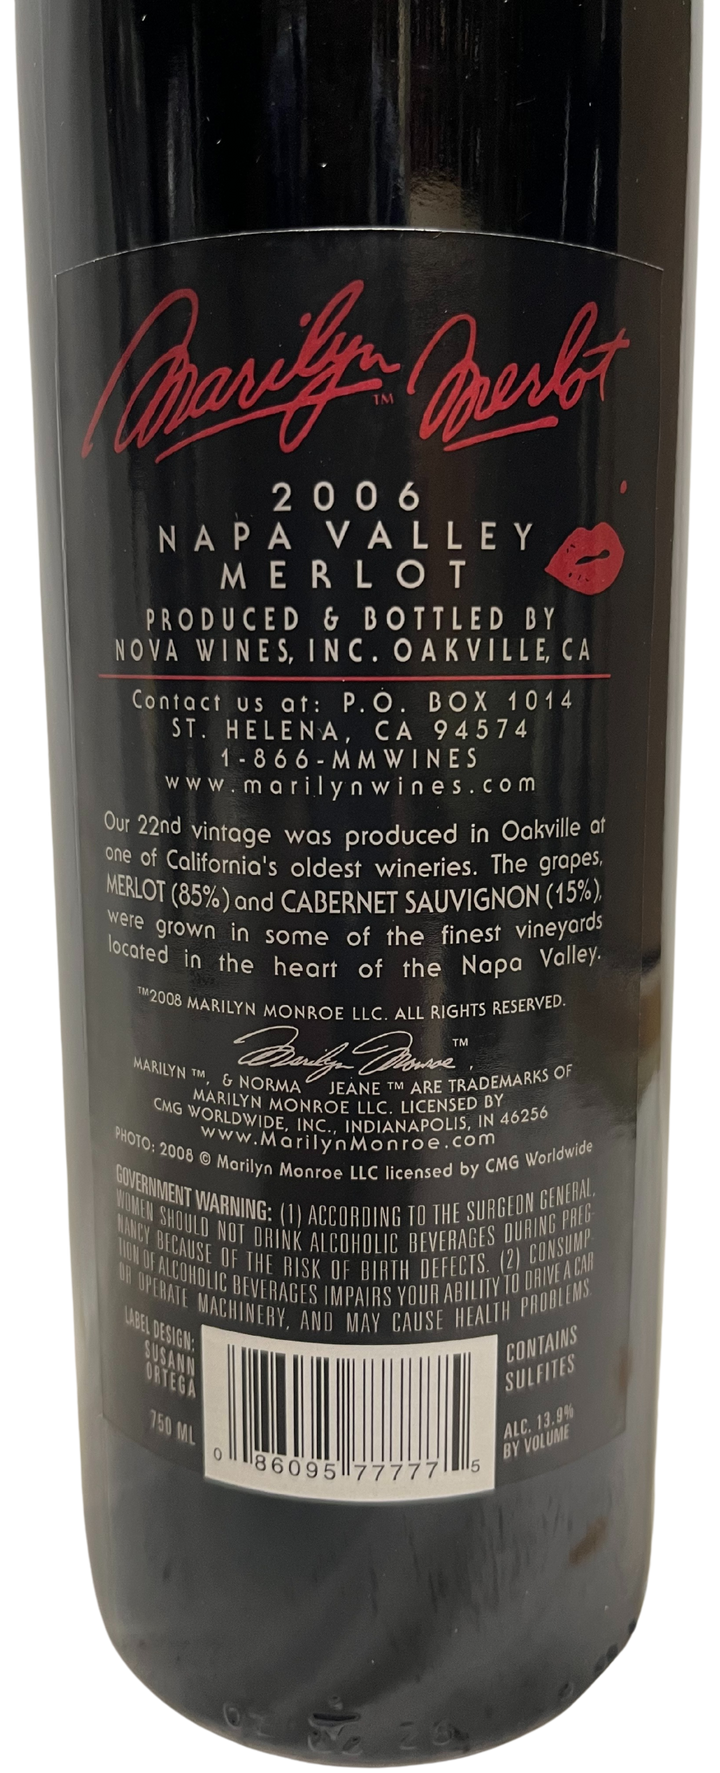 Marilyn™ Merlot
2006
NAPA VALLEY
MERLOT
PRODUCED & BOTTLED BY
NOVA WINES, INC. OAKVILLE, CA
Contact us at: P.O. BOX 1014
ST. HELENA, CA 94574
1-866-MMWINES
www.marilynwines.com
Our 22nd vintage was produced in Oakville at
one of California's oldest wineries. The grapes,
MERLOT (85%) and CABERNET SAUVIGNON (15%),
were grown in some of the finest vineyards
located in the heart of the Napa Valley.
™2008 MARILYN MONROE LLC. ALL RIGHTS RESERVED.
Marilyn Monroe™,
MARILYN ™, & NORMA JEANE ™ ARE TRADEMARKS OF
MARILYN MONROE LLC. LICENSED BY
CMG WORLDWIDE, INC., INDIANAPOLIS, IN 46256
www.MarilynMonroe.com
PHOTO: 2008 © Marilyn Monroe LLC licensed by CMG Worldwide
GOVERNMENT WARNING: (1) ACCORDING TO THE SURGEON GENERAL,
WOMEN SHOULD NOT DRINK ALCOHOLIC BEVERAGES DURING PREG-
NANCY BECAUSE OF THE RISK OF BIRTH DEFECTS. (2) CONSUMP-
TION OF ALCOHOLIC BEVERAGES IMPAIRS YOUR ABILITY TO DRIVE A CAR
OR OPERATE MACHINERY, AND MAY CAUSE HEALTH PROBLEMS.
LABEL DESIGN:
SUSANN
ORTEGA
750 ML
0 86095 77777 5
CONTAINS
SULFITES
ALC. 13.9%
BY VOLUME